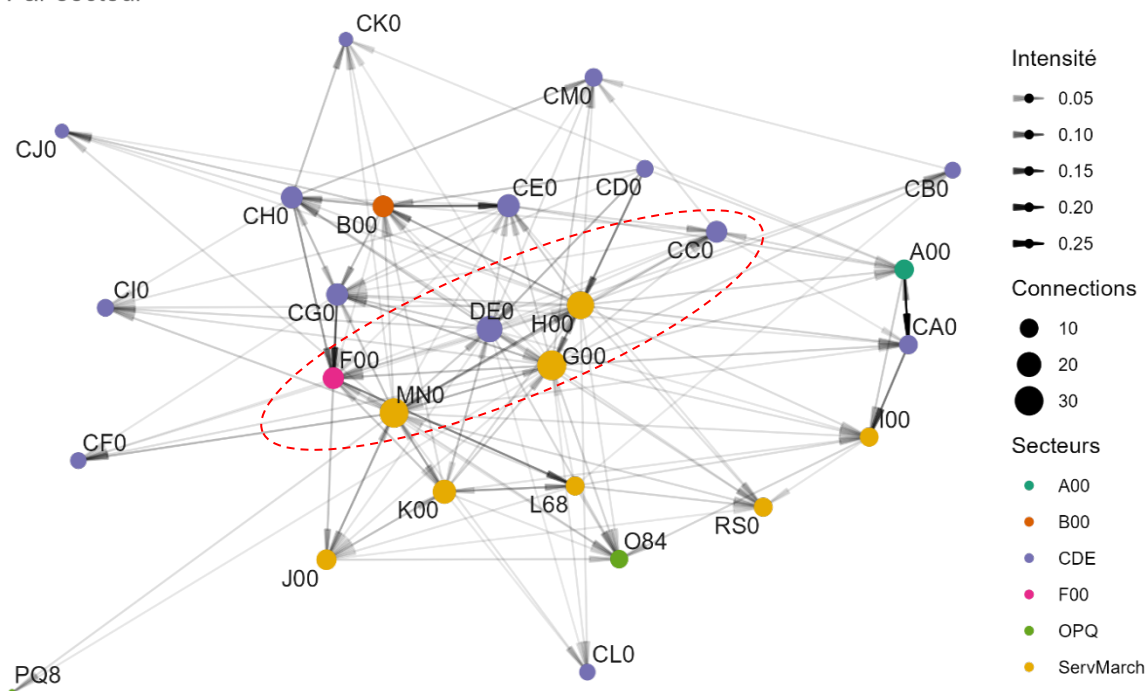 Par secteur
CK0
CM0
CJ0
CE0
CD0
CB0
CH0
B00
CC0
A00
CI0
CG0
DE0
H00
CA0
F00
G00
MN0
I00
CF0
K00
L68
RS0
O84
J00
CL0
PQ8
Intensité
0.05
0.10
0.15
0.20
0.25
Connections
10
20
30
Secteurs
A00
B00
CDE
F00
OPQ
ServMarch